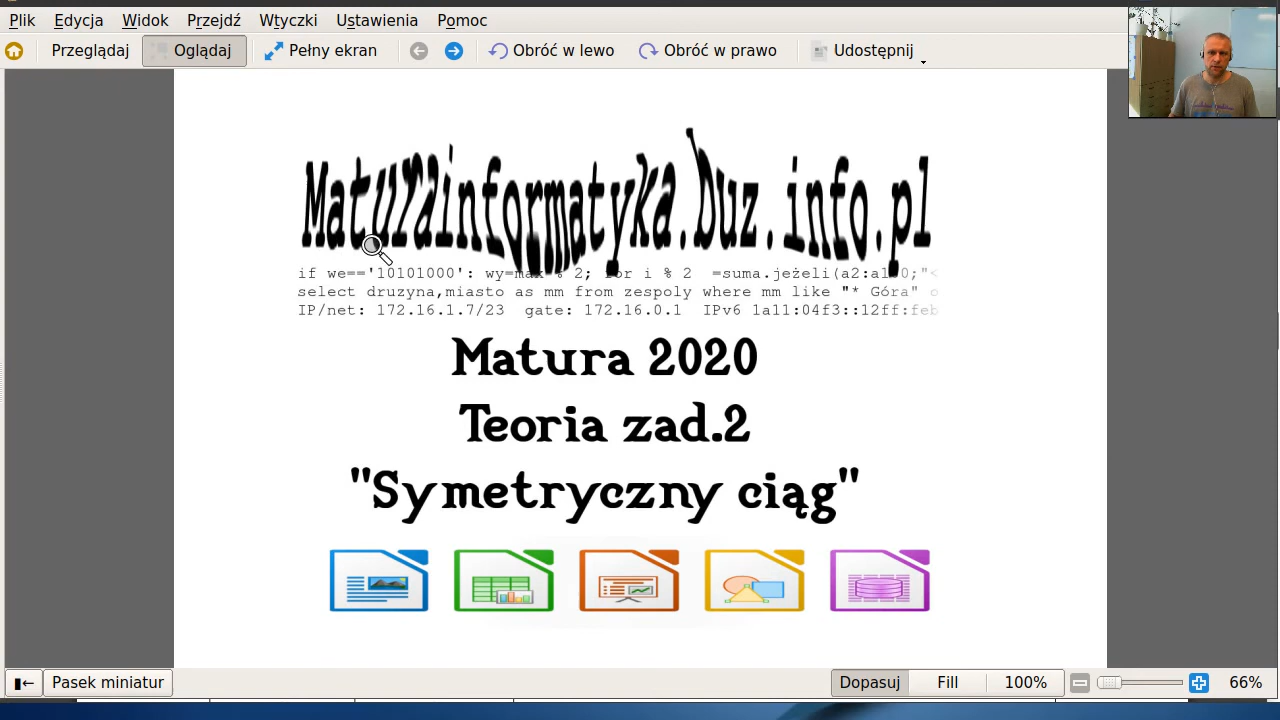 Plik Edycja Widok Przejdź Wtyczki Ustawienia Pomoc
Przeglądaj Oglądaj Pełny ekran Obróć w lewo Obróć w prawo Udostępnij
Maturainformatyka.Duz.info.pl
if we=='10101000': wy=max % 2; for i % 2 =suma.jeżeli(a2:a100;"<
select druzyna,miasto as mm from zespoly where mm like "* Góra" o
IP/net: 172.16.1.7/23 gate: 172.16.0.1 IPv6 1a11:04f3::12ff:feb
Matura 2020
Teoria zad.2
"Symetryczny ciąg"
Pasek miniatur Dopasuj Fill 100% 66%